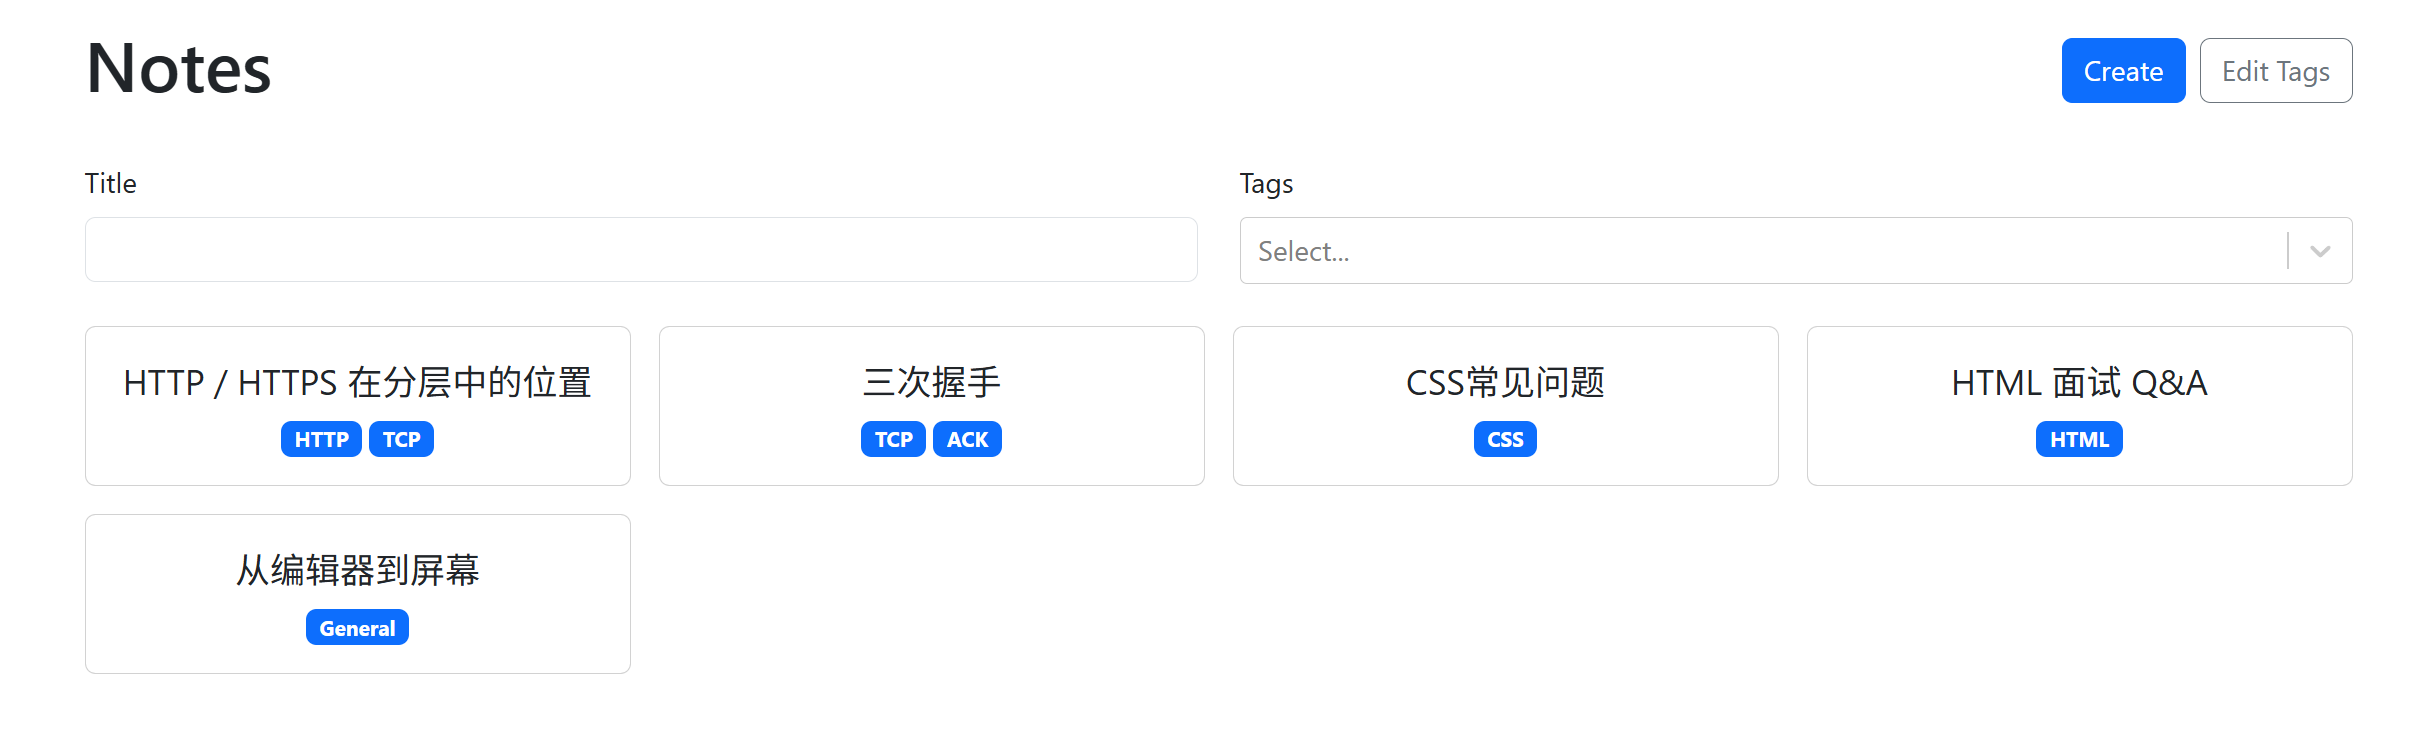 Notes
Create
Edit Tags
Title
Tags
Select...
HTTP / HTTPS 在分层中的位置
HTTP TCP
三次握手
TCP ACK
CSS常见问题
CSS
HTML 面试 Q&A
HTML
从编辑器到屏幕
General